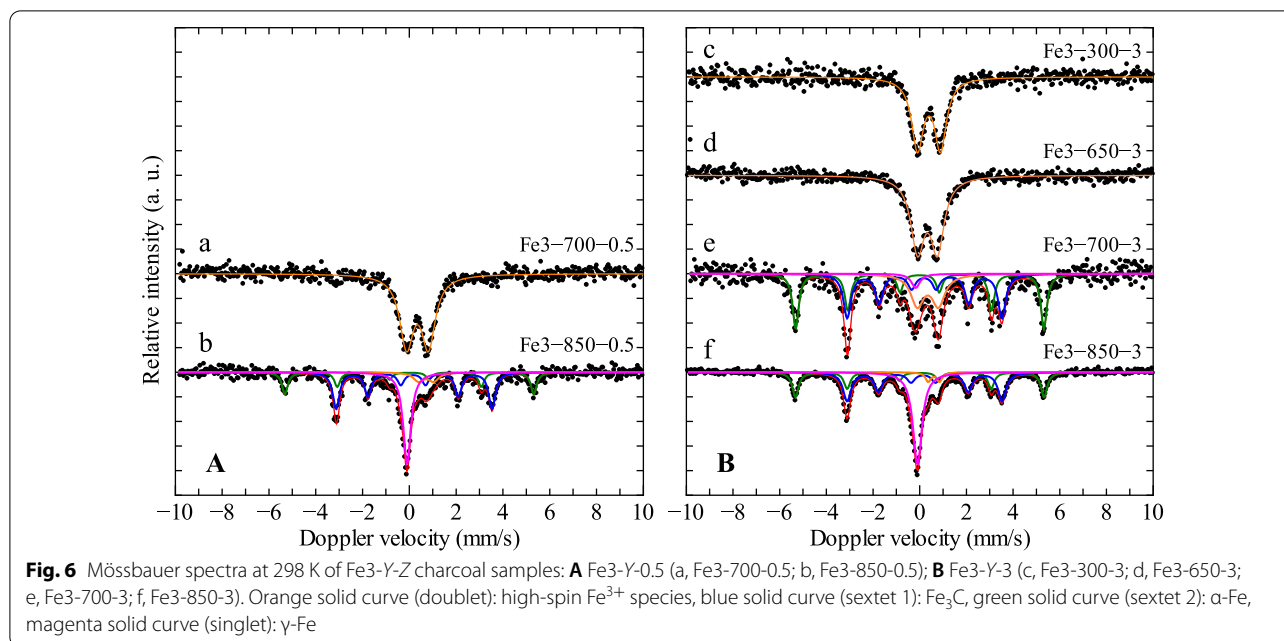 Relative intensity (a. u.)
a
Fe3−700−0.5
b
Fe3−850−0.5
A
−10 −8 −6 −4 −2 0 2 4 6 8 10
Doppler velocity (mm/s)
c
Fe3−300−3
d
Fe3−650−3
e
Fe3−700−3
f
Fe3−850−3
B
−10 −8 −6 −4 −2 0 2 4 6 8 10
Doppler velocity (mm/s)
Fig. 6 Mössbauer spectra at 298 K of Fe3-Y-Z charcoal samples: A Fe3-Y-0.5 (a, Fe3-700-0.5; b, Fe3-850-0.5); B Fe3-Y-3 (c, Fe3-300-3; d, Fe3-650-3;
e, Fe3-700-3; f, Fe3-850-3). Orange solid curve (doublet): high-spin Fe³⁺ species, blue solid curve (sextet 1): Fe₃C, green solid curve (sextet 2): α-Fe,
magenta solid curve (singlet): γ-Fe